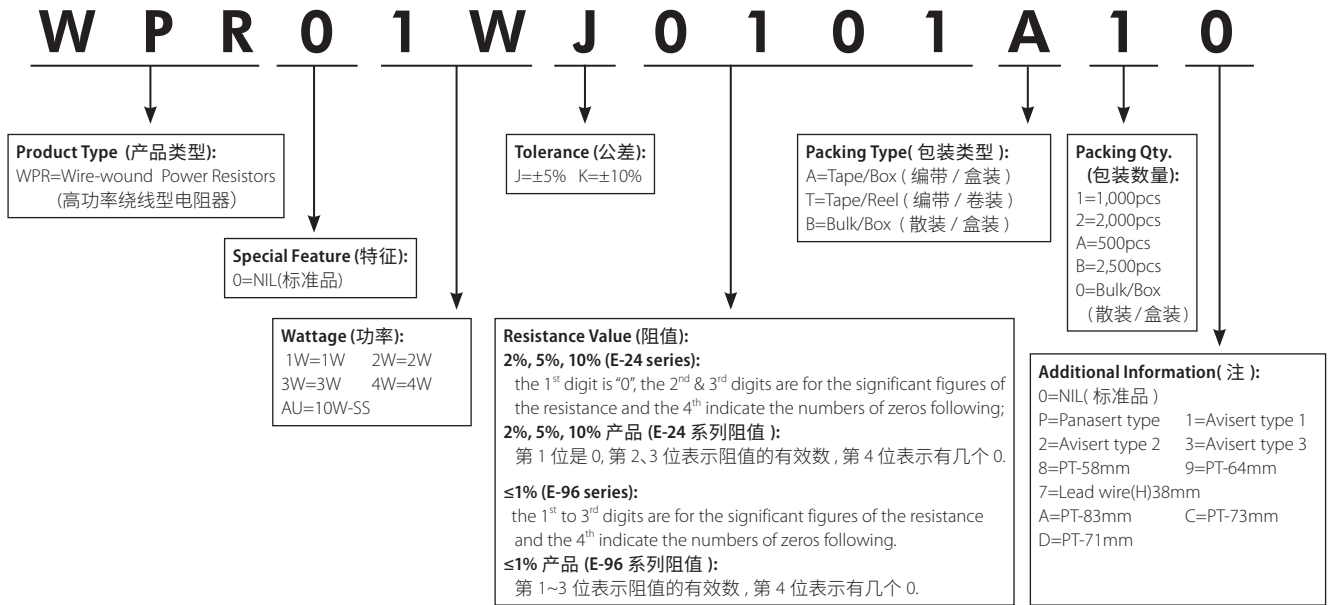 W P R 0 1 W J 0 1 0 1 A 1 0
Product Type (产品类型):
WPR=Wire-wound Power Resistors
(高功率绕线型电阻器)
Special Feature (特征):
0=NIL(标准品)
Wattage (功率):
1W=1W 2W=2W
3W=3W 4W=4W
AU=10W-SS
Tolerance (公差):
J=±5% K=±10%
Resistance Value (阻值):
2%, 5%, 10% (E-24 series):
the 1st digit is “0”, the 2nd & 3rd digits are for the significant figures of
the resistance and the 4th indicate the numbers of zeros following;
2%, 5%, 10% 产品 (E-24 系列阻值 ):
第 1 位是 0, 第 2、3 位表示阻值的有效数 , 第 4 位表示有几个 0.
≤1% (E-96 series):
the 1st to 3rd digits are for the significant figures of the resistance
and the 4th indicate the numbers of zeros following.
≤1% 产品 (E-96 系列阻值 ):
第 1~3 位表示阻值的有效数 , 第 4 位表示有几个 0.
Packing Type( 包装类型 ):
A=Tape/Box ( 编带 / 盒装 )
T=Tape/Reel ( 编带 / 卷装 )
B=Bulk/Box ( 散装 / 盒装 )
Packing Qty.
(包装数量):
1=1,000pcs
2=2,000pcs
A=500pcs
B=2,500pcs
0=Bulk/Box
（散装 / 盒装）
Additional Information( 注 ):
0=NIL( 标准品 )
P=Panasert type 1=Avisert type 1
2=Avisert type 2 3=Avisert type 3
8=PT-58mm 9=PT-64mm
7=Lead wire(H)38mm
A=PT-83mm C=PT-73mm
D=PT-71mm